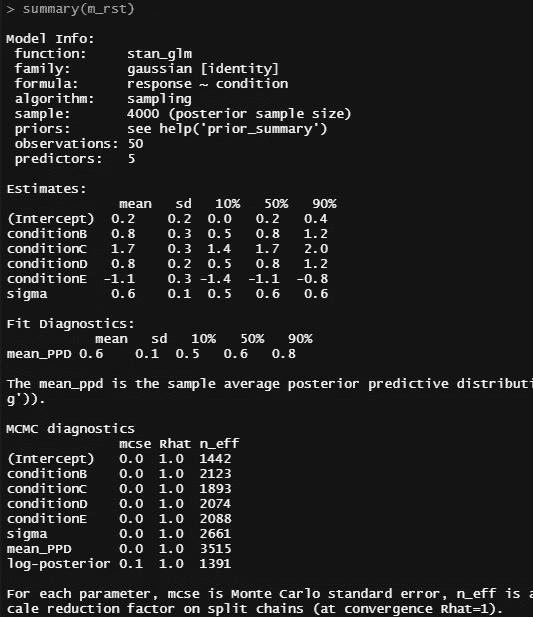 > summary(m_rst)
Model Info:
function: stan_glm
family: gaussian [identity]
formula: response ~ condition
algorithm: sampling
sample: 4000 (posterior sample size)
priors: see help('prior_summary')
observations: 50
predictors: 5
Estimates:
mean sd 10% 50% 90%
(Intercept) 0.2 0.2 0.0 0.2 0.4
conditionB 0.8 0.3 0.5 0.8 1.2
conditionC 1.7 0.3 1.4 1.7 2.0
conditionD 0.8 0.2 0.5 0.8 1.2
conditionE -1.1 0.3 -1.4 -1.1 -0.8
sigma 0.6 0.1 0.5 0.6 0.6
Fit Diagnostics:
mean sd 10% 50% 90%
mean_PPD 0.6 0.1 0.5 0.6 0.8
The mean_ppd is the sample average posterior predictive distributi
g')).
MCMC diagnostics
mcse Rhat n_eff
(Intercept) 0.0 1.0 1442
conditionB 0.0 1.0 2123
conditionC 0.0 1.0 1893
conditionD 0.0 1.0 2074
conditionE 0.0 1.0 2088
sigma 0.0 1.0 2661
mean_PPD 0.0 1.0 3515
log-posterior 0.1 1.0 1391
For each parameter, mcse is Monte Carlo standard error, n_eff is a
cale reduction factor on split chains (at convergence Rhat=1).